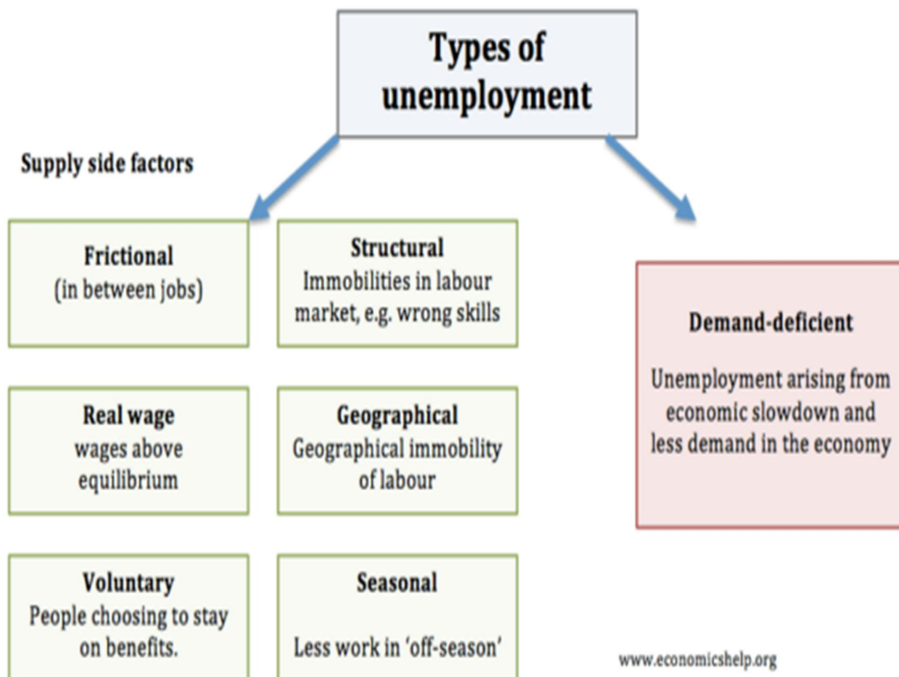 Types of
unemployment
Supply side factors
Frictional
(in between jobs)
Structural
Immobilities in labour
market, e.g. wrong skills
Demand-deficient
Unemployment arising from
economic slowdown and
less demand in the economy
Real wage
wages above
equilibrium
Geographical
Geographical immobility
of labour
Voluntary
People choosing to stay
on benefits.
Seasonal
Less work in ‘off-season’
www.economicshelp.org